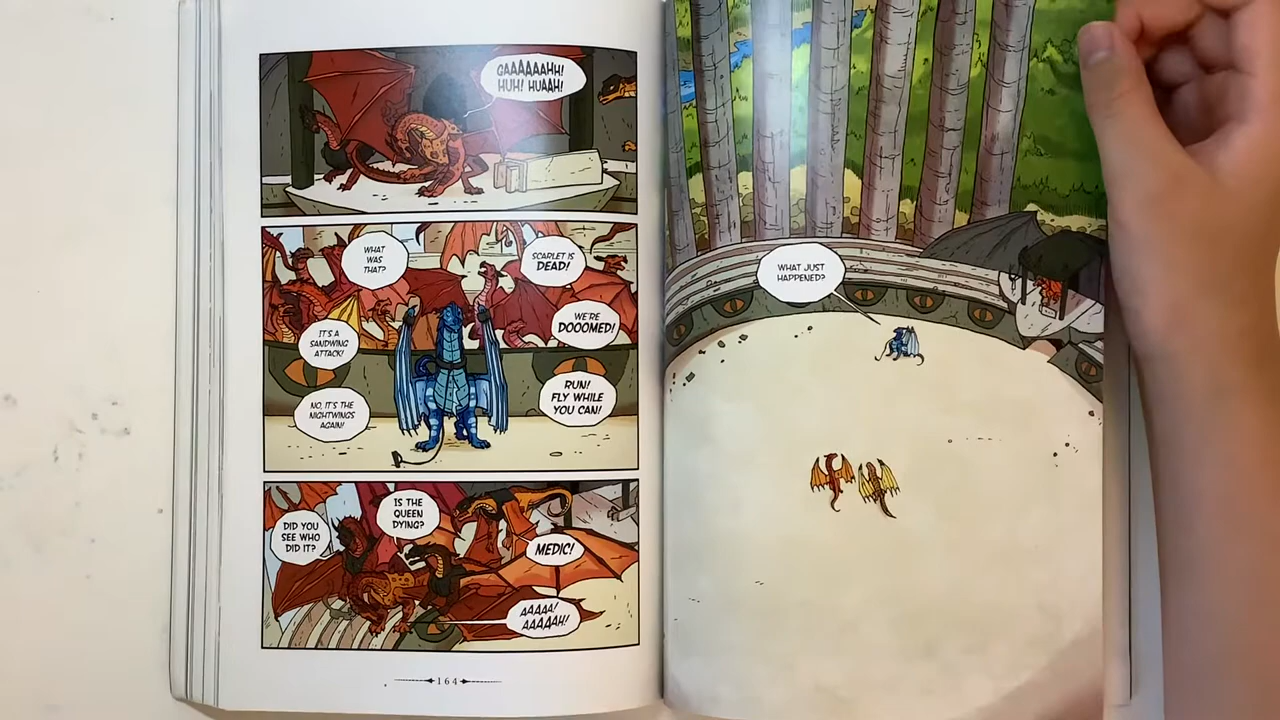 GAAAAAAHH!
HUH! HUAAH!
WHAT
WAS
THAT?
SCARLET IS
DEAD!
IT'S A
SANDWING
ATTACK!
WE'RE
DOOOMED!
NO, IT'S THE
NIGHTWINGS
AGAIN!
RUN!
FLY WHILE
YOU CAN!
DID YOU
SEE WHO
DID IT?
IS THE
QUEEN
DYING?
MEDIC!
AAAAA!
AAAAAH!
164
WHAT JUST
HAPPENED?